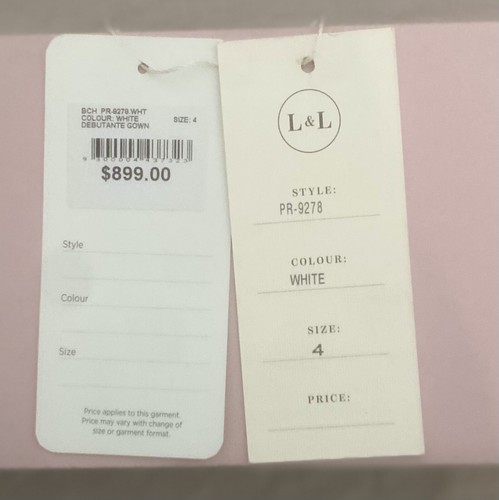 BCH PR-9278.WHT
COLOUR: WHITE SIZE: 4
DEBUTANTE GOWN
$899.00
Style
Colour
Size
Price applies to this garment.
Price may vary with change of
size or garment format.
L&L
STYLE:
PR-9278
COLOUR:
WHITE
SIZE:
4
PRICE: